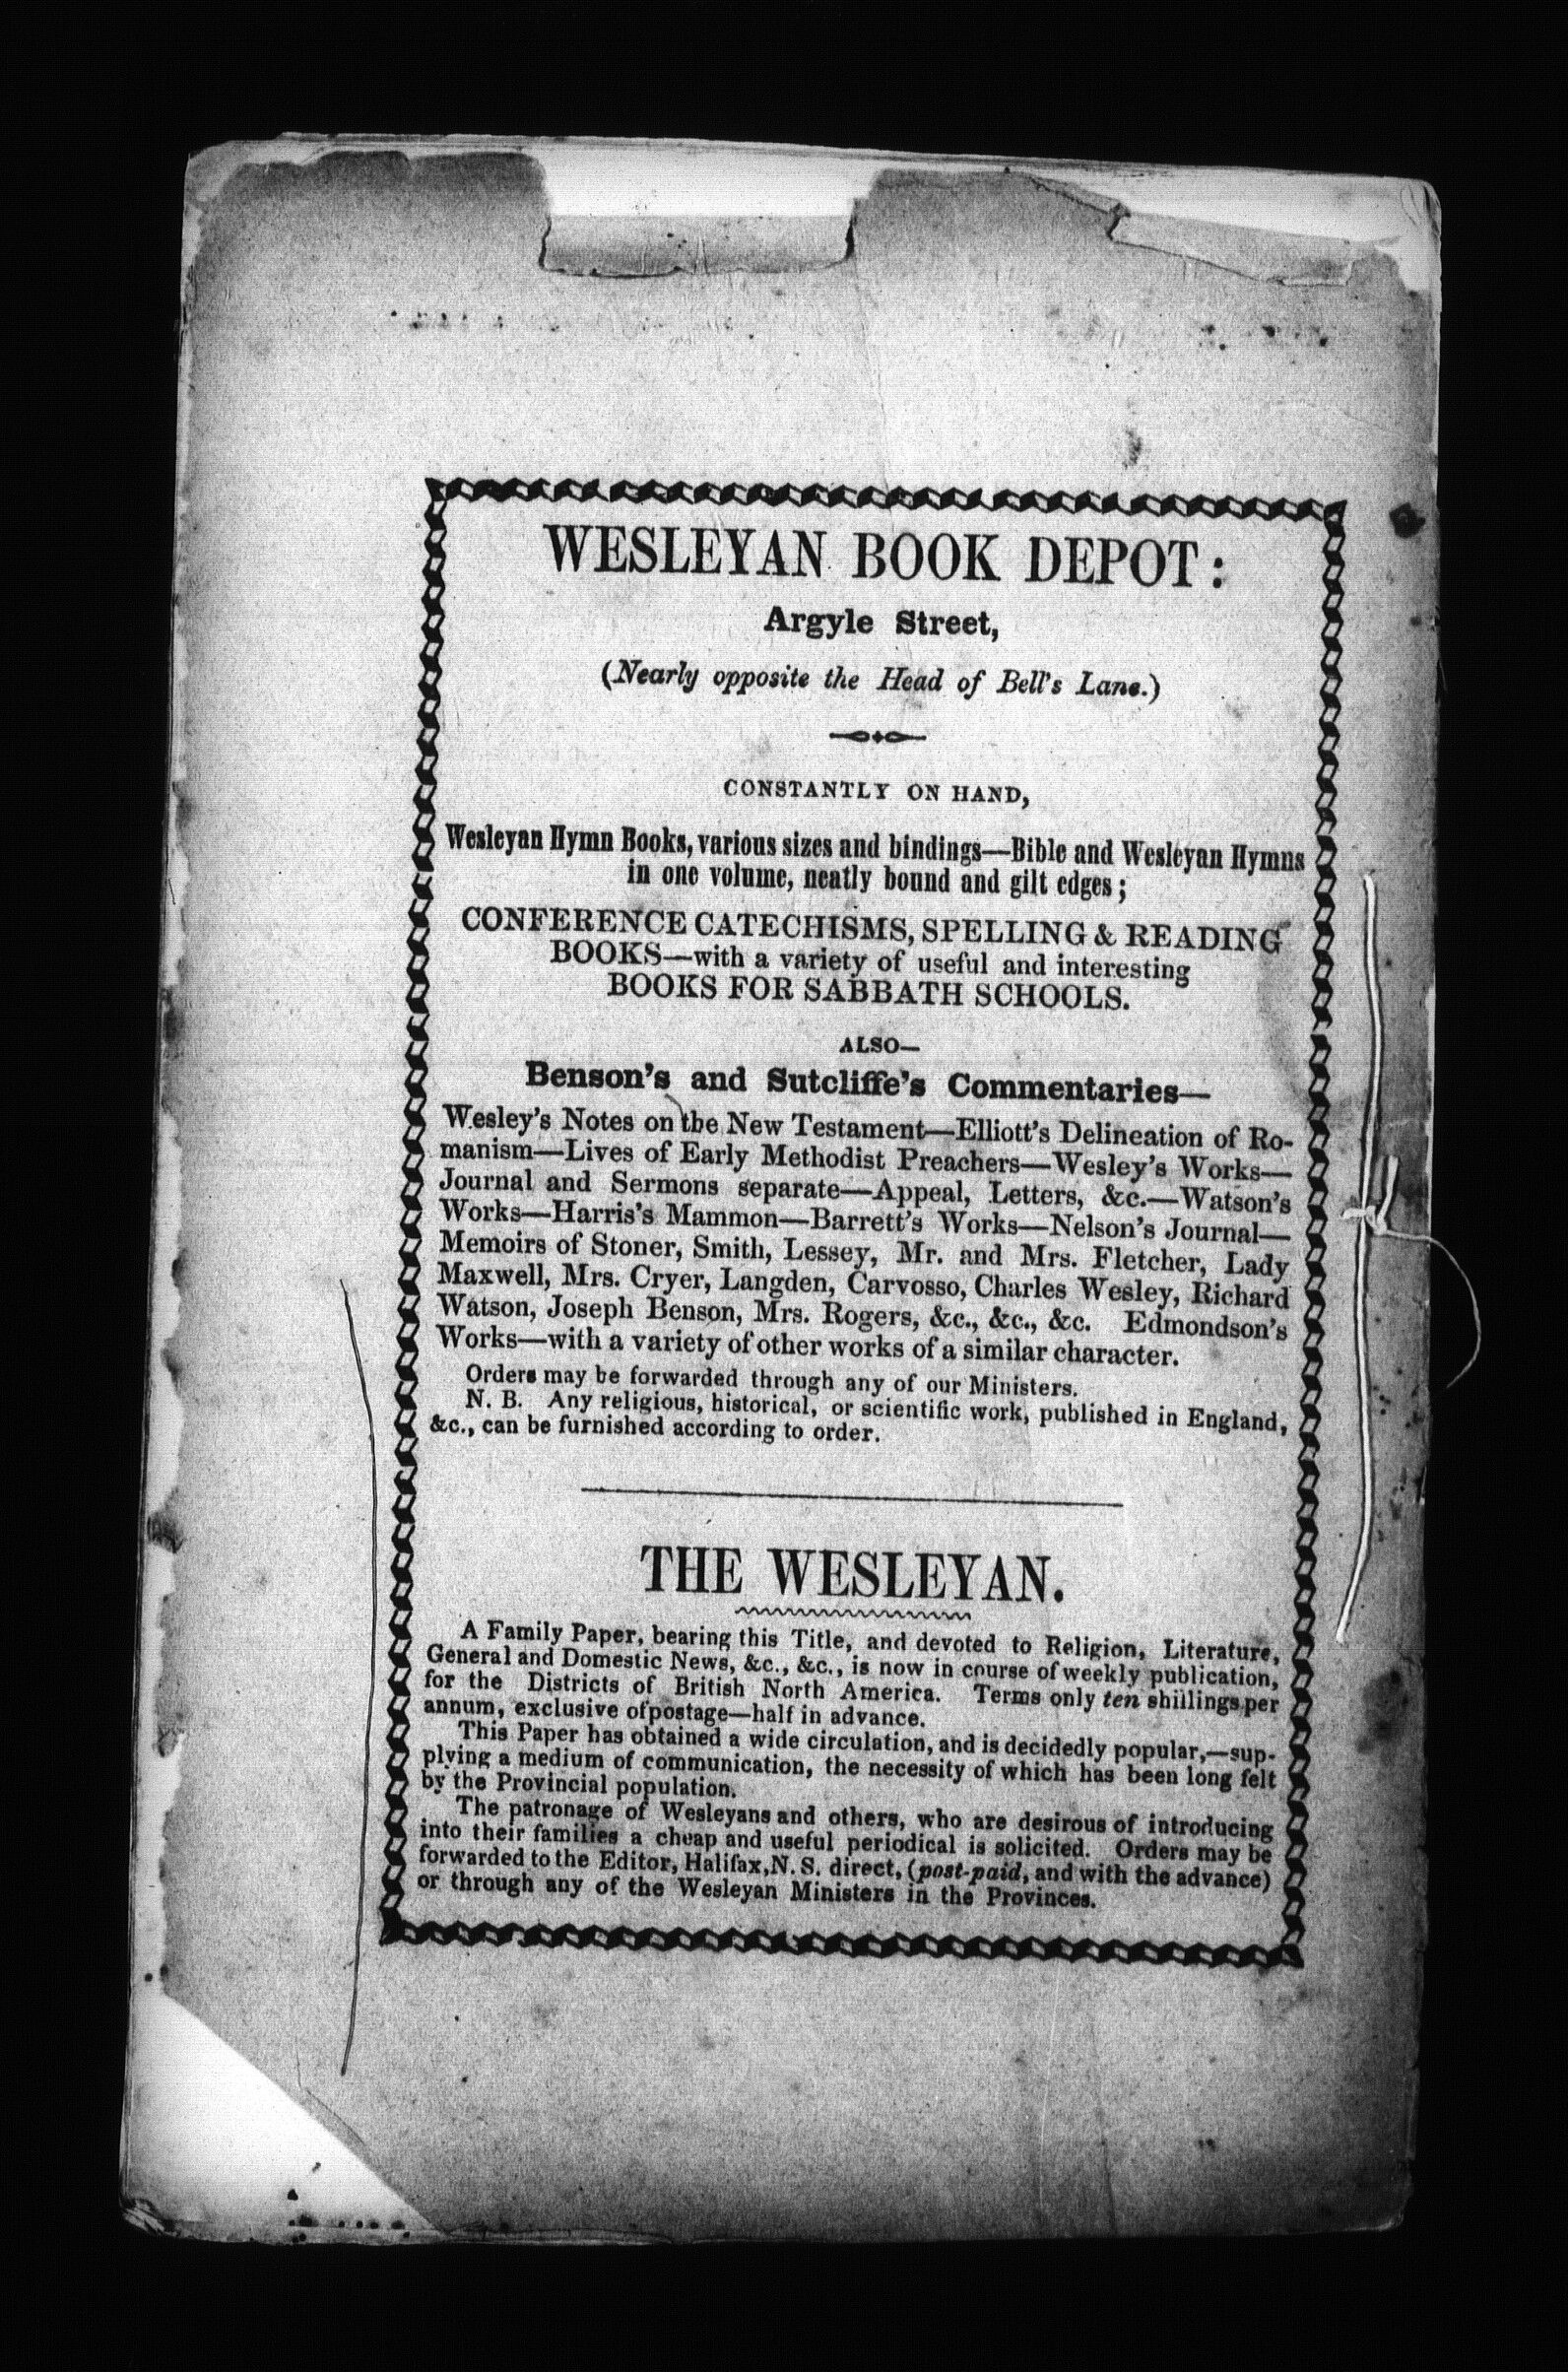 WESLEYAN BOOK DEPOT:
Argyle Street,
(Nearly opposite the Head of Bell's Lane.)
CONSTANTLY ON HAND,
Wesleyan Hymn Books, various sizes and bindings—Bible and Wesleyan Hymns
in one volume, neatly bound and gilt edges;
CONFERENCE CATECHISMS, SPELLING & READING
BOOKS—with a variety of useful and interesting
BOOKS FOR SABBATH SCHOOLS.
ALSO—
Benson's and Sutcliffe's Commentaries—
Wesley's Notes on the New Testament—Elliott's Delineation of Ro-
manism—Lives of Early Methodist Preachers—Wesley's Works—
Journal and Sermons separate—Appeal, Letters, &c.—Watson's
Works—Harris's Mammon—Barrett's Works—Nelson's Journal—
Memoirs of Stoner, Smith, Lessey, Mr. and Mrs. Fletcher, Lady
Maxwell, Mrs. Cryer, Langden, Carvosso, Charles Wesley, Richard
Watson, Joseph Benson, Mrs. Rogers, &c., &c., &c. Edmondson's
Works—with a variety of other works of a similar character.
Orders may be forwarded through any of our Ministers.
N. B. Any religious, historical, or scientific work, published in England,
&c., can be furnished according to order.
THE WESLEYAN.
A Family Paper, bearing this Title, and devoted to Religion, Literature,
General and Domestic News, &c., &c., is now in course of weekly publication,
for the Districts of British North America. Terms only ten shillings per
annum, exclusive of postage—half in advance.
This Paper has obtained a wide circulation, and is decidedly popular,—sup-
plying a medium of communication, the necessity of which has been long felt
by the Provincial population.
The patronage of Wesleyans and others, who are desirous of introducing
into their families a cheap and useful periodical is solicited. Orders may be
forwarded to the Editor, Halifax, N. S. direct, (post-paid, and with the advance)
or through any of the Wesleyan Ministers in the Provinces.